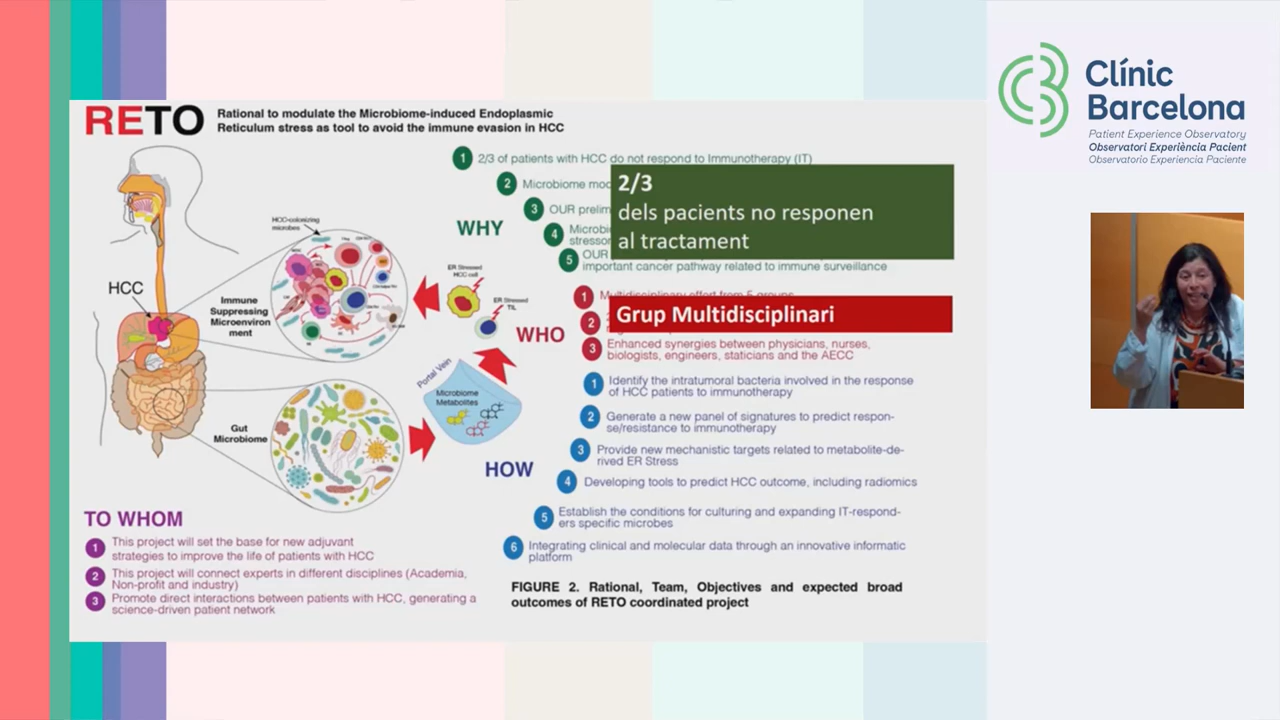 RETO
Rational to modulate the Microbiome-induced Endoplasmic
Reticulum stress as tool to avoid the immune evasion in HCC
HCC
HCC-colonizing
microbes
Immune
Suppressing
Microenviron
ment
ER Stressed
HCC cell
ER Stressed
TIL
Portal Vein
Microbiome
Metabolites
Gut
Microbiome
WHY
1 2/3 of patients with HCC do not respond to Immunotherapy (IT)
2 Microbiome mod
3 OUR prelim
4 Microbi
stressor
5 OUR
important cancer pathway related to immune surveillance
2/3
dels pacients no responen
al tractament
WHO
1 Multidisciplinary effort from 5 groups
2
Grup Multidisciplinari
3 Enhanced synergies between physicians, nurses,
biologists, engineers, staticians and the AECC
HOW
1 Identify the intratumoral bacteria involved in the response
of HCC patients to immunotherapy
2 Generate a new panel of signatures to predict respon-
se/resistance to immunotherapy
3 Provide new mechanistic targets related to metabolite-de-
rived ER Stress
4 Developing tools to predict HCC outcome, including radiomics
5 Establish the conditions for culturing and expanding IT-respond-
ers specific microbes
6 Integrating clinical and molecular data through an innovative informatic
platform
TO WHOM
1 This project will set the base for new adjuvant
strategies to improve the life of patients with HCC
2 This project will connect experts in different disciplines (Academia,
Non-profit and industry)
3 Promote direct interactions between patients with HCC, generating a
science-driven patient network
FIGURE 2. Rational, Team, Objectives and expected broad
outcomes of RETO coordinated project
Clínic
Barcelona
Patient Experience Observatory
Observatori Experiència Pacient
Observatorio Experiencia Paciente